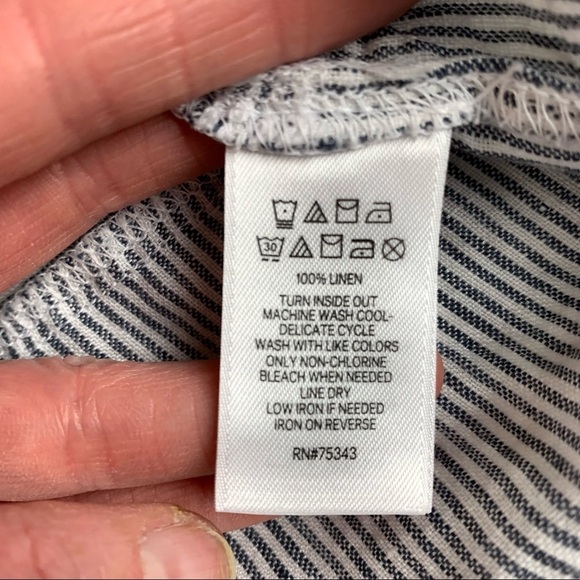 30
100% LINEN
TURN INSIDE OUT
MACHINE WASH COOL-
DELICATE CYCLE
WASH WITH LIKE COLORS
ONLY NON-CHLORINE
BLEACH WHEN NEEDED
LINE DRY
LOW IRON IF NEEDED
IRON ON REVERSE
RN#75343